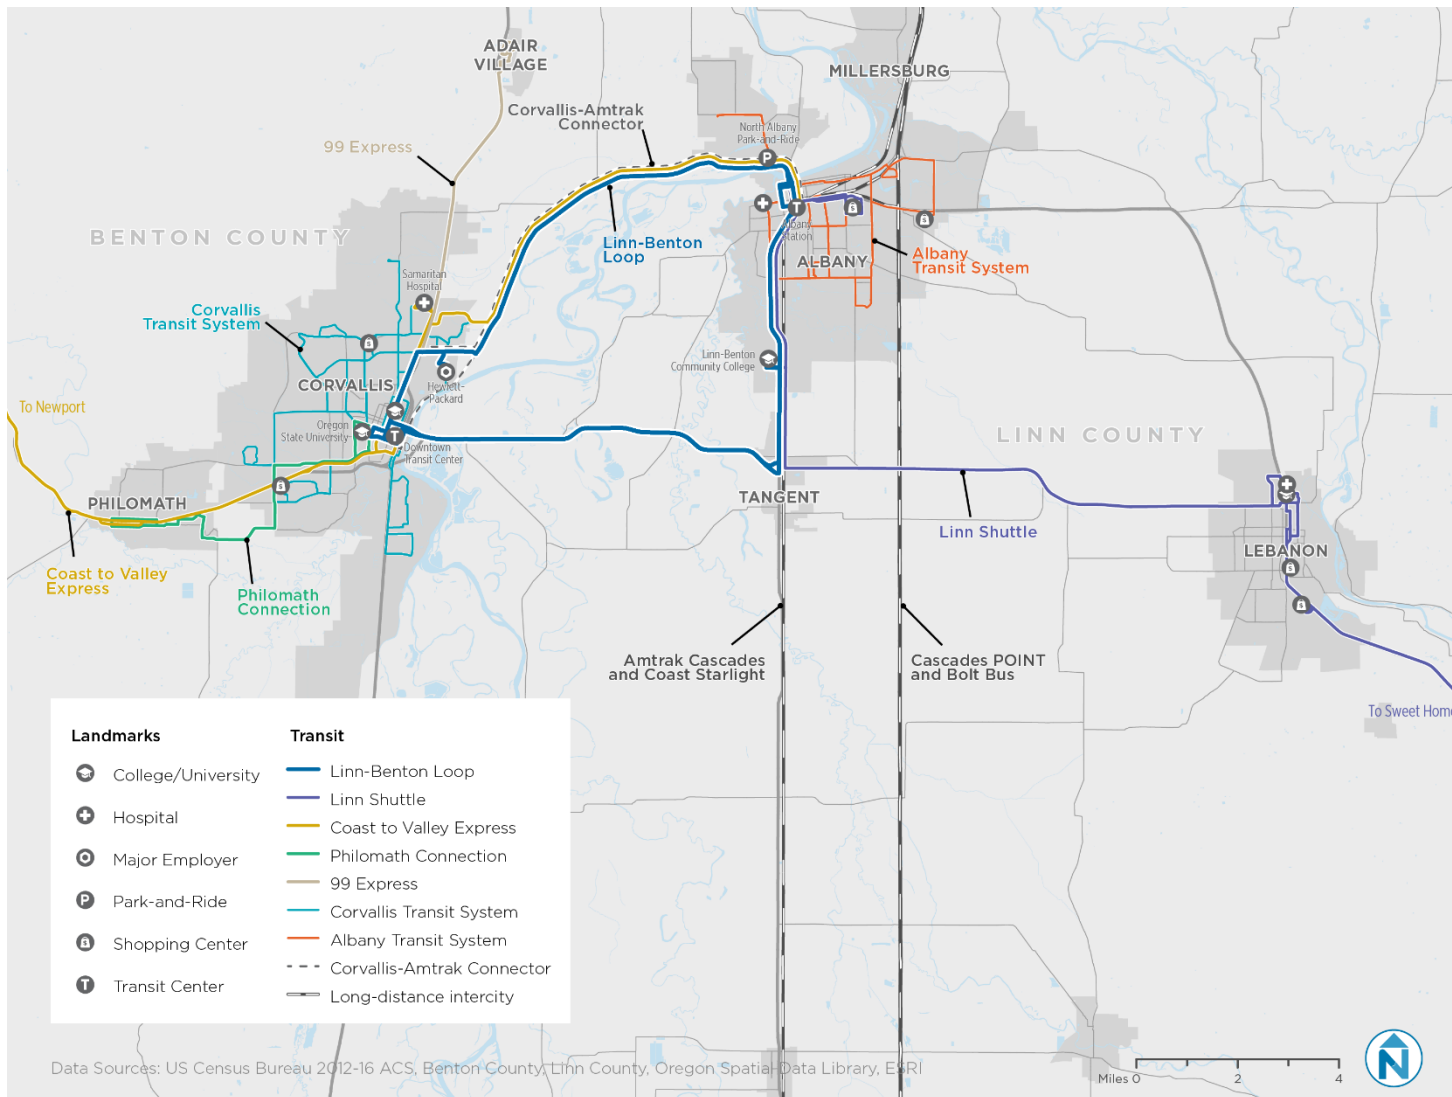 ADAIR
VILLAGE
MILLERSBURG
Corvallis-Amtrak
Connector
North Albany
Park-and-Ride
99 Express
BENTON COUNTY
Linn-Benton
Loop
Albany
Station
ALBANY
Albany
Transit System
Samaritan
Hospital
Corvallis
Transit System
Linn-Benton
Community College
CORVALLIS
Hewlett-
Packard
To Newport
Oregon
State University
Downtown
Transit Center
LINN COUNTY
PHILOMATH
TANGENT
Linn Shuttle
LEBANON
Coast to Valley
Express
Philomath
Connection
Amtrak Cascades
and Coast Starlight
Cascades POINT
and Bolt Bus
To Sweet Home
Landmarks
College/University
Hospital
Major Employer
Park-and-Ride
Shopping Center
Transit Center
Transit
Linn-Benton Loop
Linn Shuttle
Coast to Valley Express
Philomath Connection
99 Express
Corvallis Transit System
Albany Transit System
Corvallis-Amtrak Connector
Long-distance intercity
Data Sources: US Census Bureau 2012-16 ACS, Benton County, Linn County, Oregon Spatial Data Library, ESRI
Miles 0 2 4
N